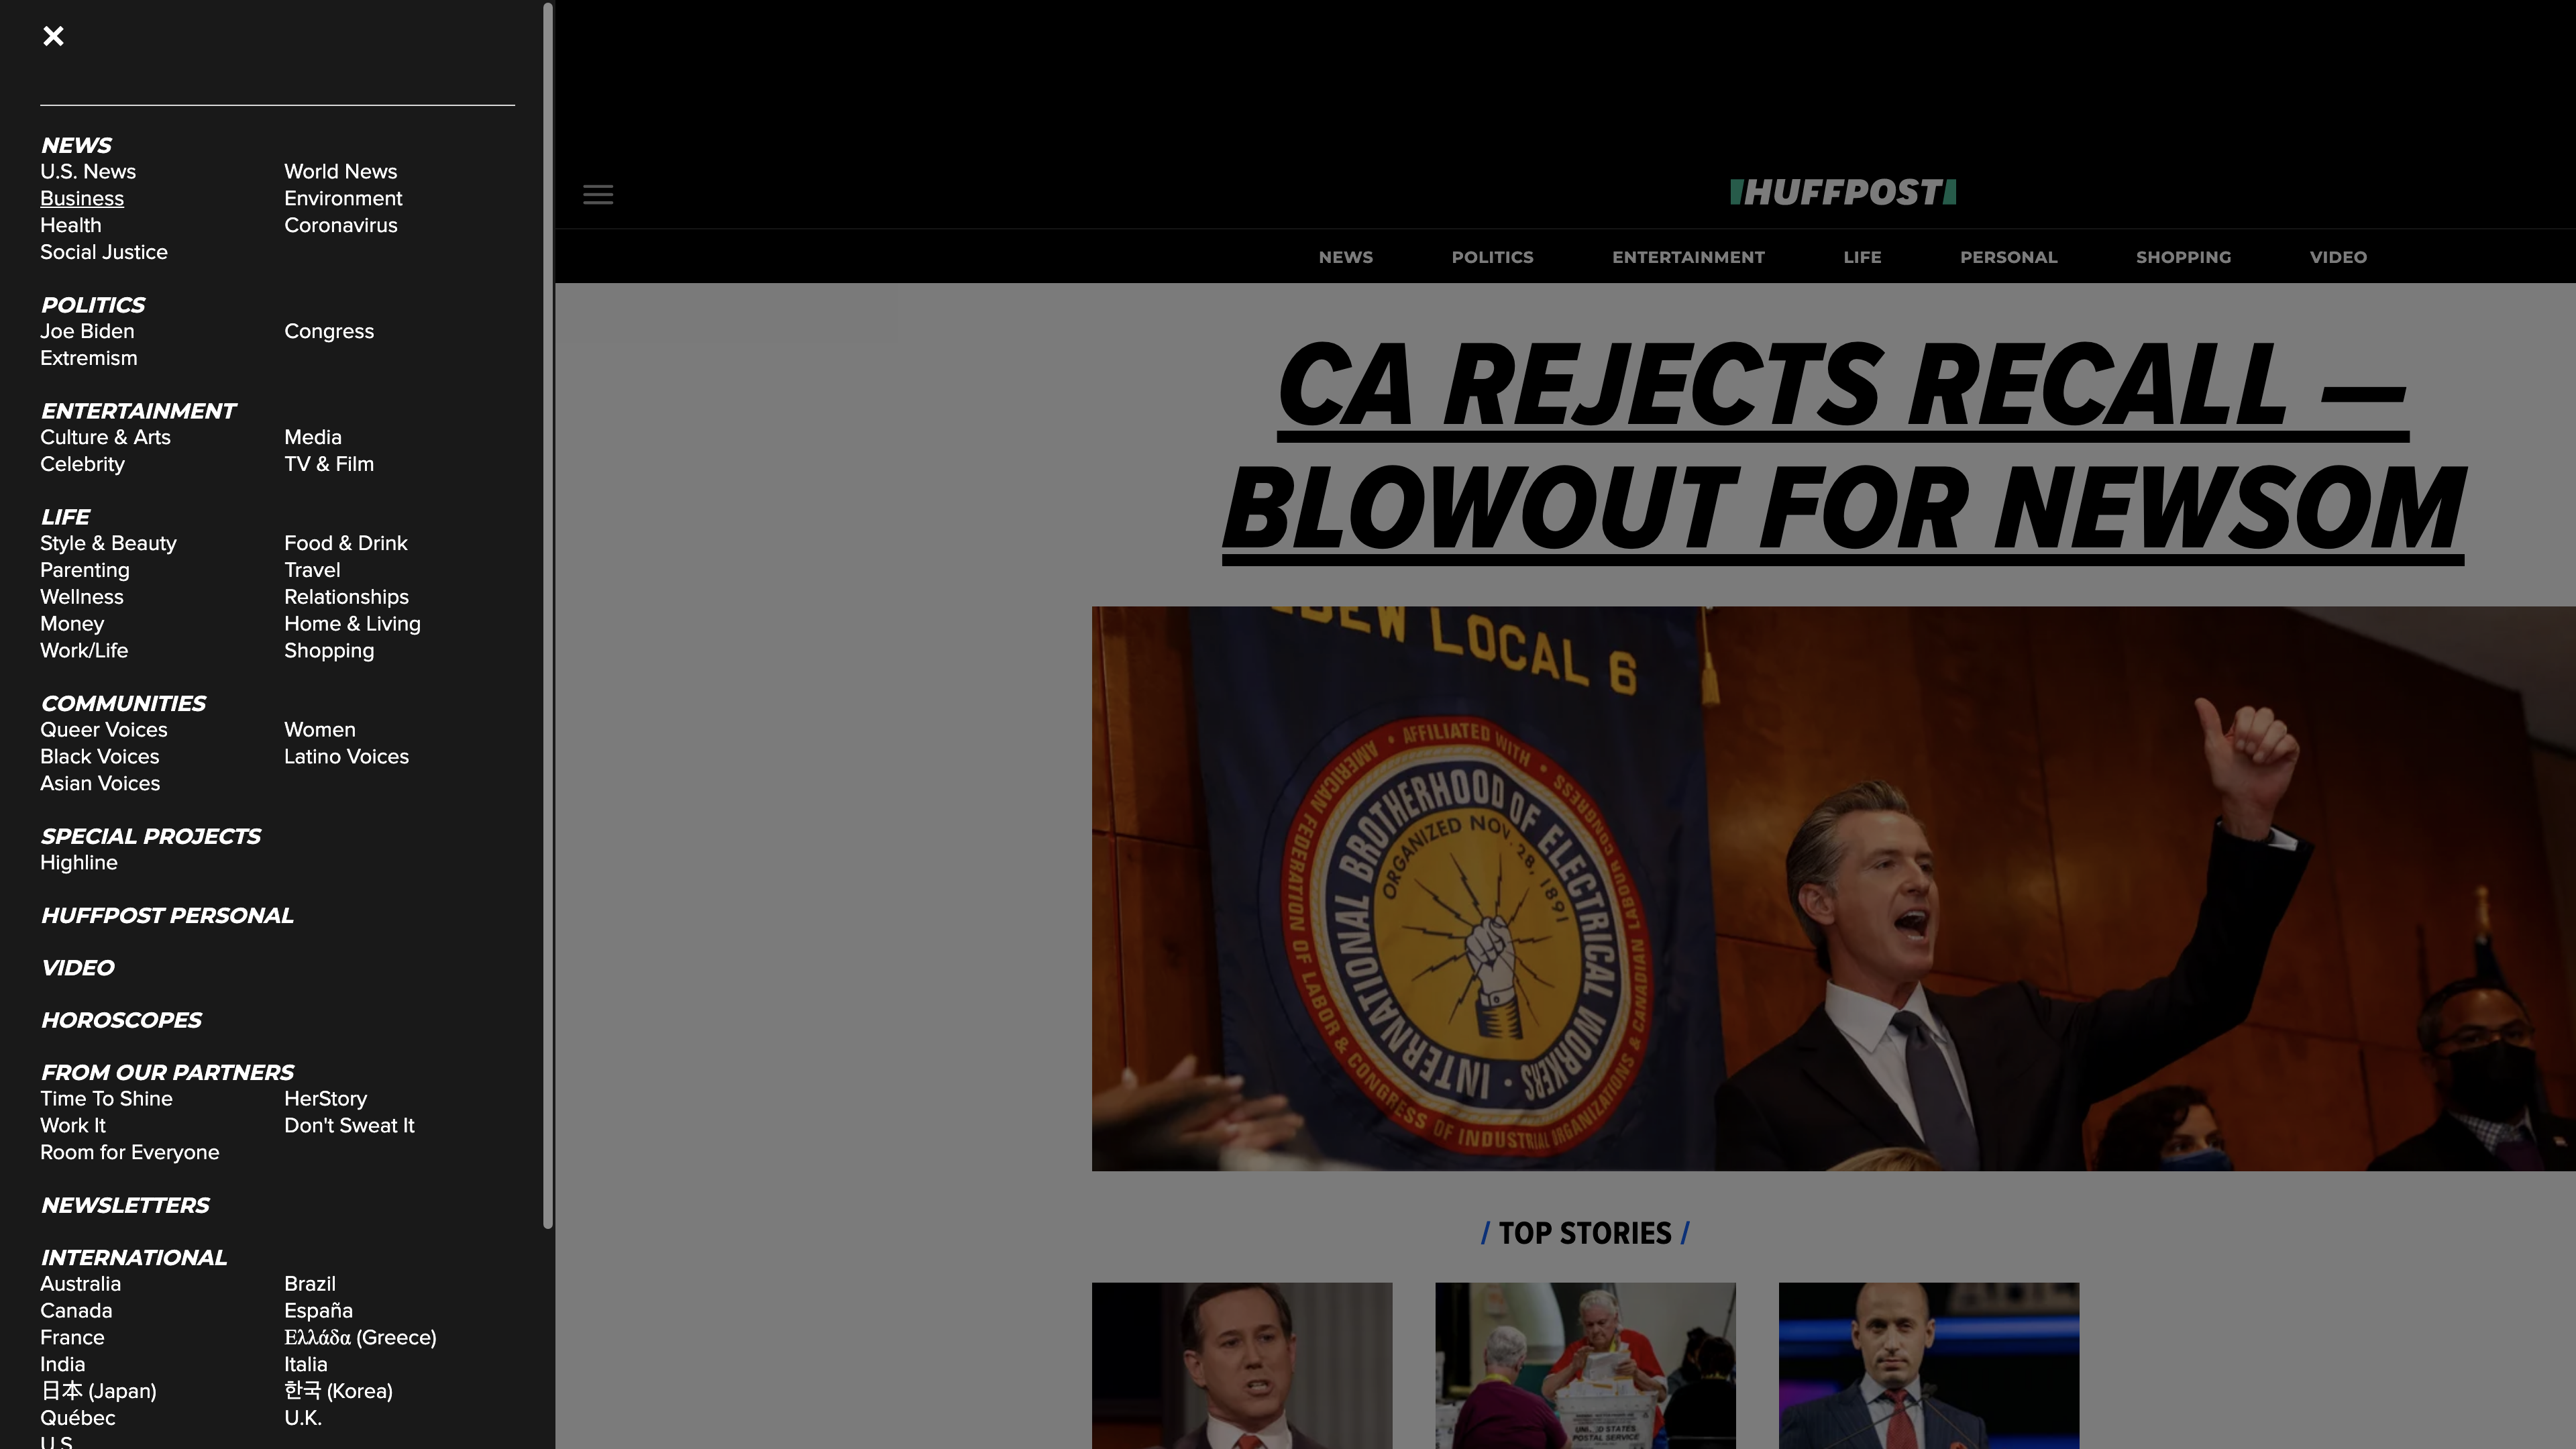 NEWS
U.S. News World News
Business Environment
Health Coronavirus
Social Justice
POLITICS
Joe Biden Congress
Extremism
ENTERTAINMENT
Culture & Arts Media
Celebrity TV & Film
LIFE
Style & Beauty Food & Drink
Parenting Travel
Wellness Relationships
Money Home & Living
Work/Life Shopping
COMMUNITIES
Queer Voices Women
Black Voices Latino Voices
Asian Voices
SPECIAL PROJECTS
Highline
HUFFPOST PERSONAL
VIDEO
HOROSCOPES
FROM OUR PARTNERS
Time To Shine HerStory
Work It Don't Sweat It
Room for Everyone
NEWSLETTERS
INTERNATIONAL
Australia Brazil
Canada España
France Ελλάδα (Greece)
India Italia
日本 (Japan) 한국 (Korea)
Québec U.K.
U.S.
HUFFPOST
NEWS POLITICS ENTERTAINMENT LIFE PERSONAL SHOPPING VIDEO
CA REJECTS RECALL —
BLOWOUT FOR NEWSOM
LOCAL 6
AFFILIATED WITH
AMERICAN FEDERATION OF LABOR & CONGRESS OF INDUSTRIAL ORGANIZATIONS & CANADIAN LABOUR CONGRESS
INTERNATIONAL BROTHERHOOD OF ELECTRICAL WORKERS
ORGANIZED NOV. 28, 1891
/ TOP STORIES /
UNITED STATES
POSTAL SERVICE